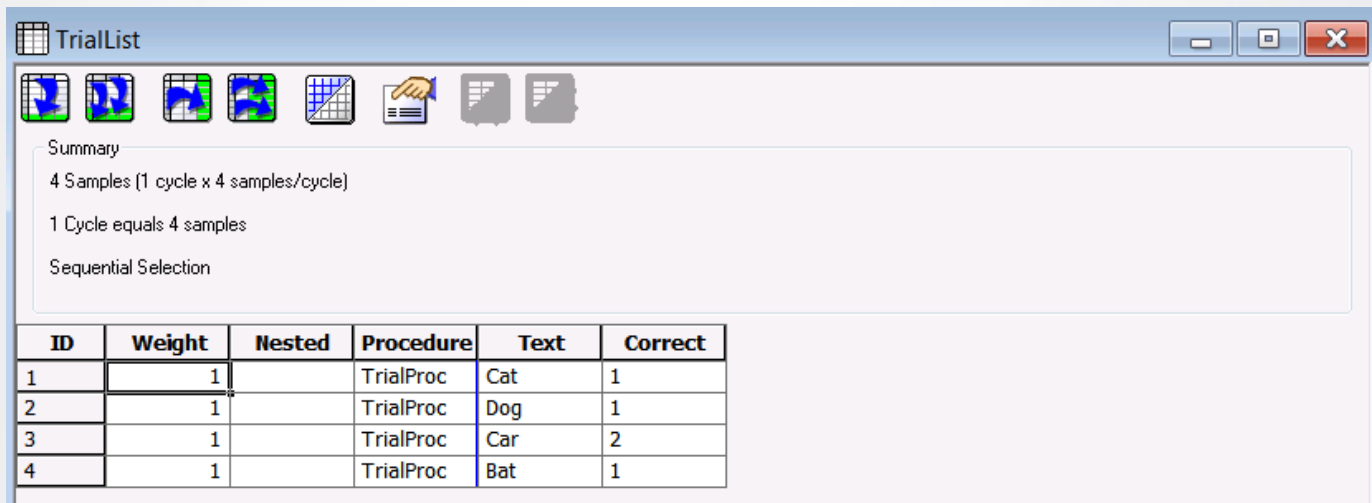 TrialList
Summary
4 Samples (1 cycle x 4 samples/cycle)
1 Cycle equals 4 samples
Sequential Selection
ID Weight Nested Procedure Text Correct
1 1 TrialProc Cat 1
2 1 TrialProc Dog 1
3 1 TrialProc Car 2
4 1 TrialProc Bat 1